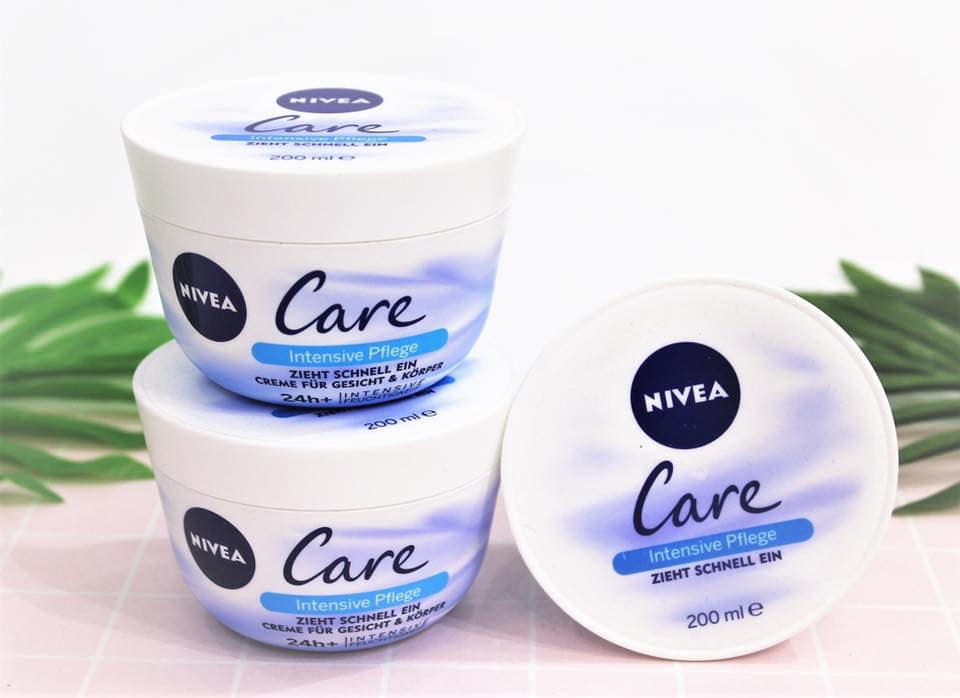 NIVEA
Care
Intensive Pflege
ZIEHT SCHNELL EIN
200 ml e
NIVEA
Care
Intensive Pflege
ZIEHT SCHNELL EIN
CREME FÜR GESICHT & KÖRPER
24h+ | INTENSIVE
FEUCHTIGKEIT
200 ml e
NIVEA
Care
Intensive Pflege
ZIEHT SCHNELL EIN
CREME FÜR GESICHT & KÖRPER
24h+ | INTENSIVE
NIVEA
Care
Intensive Pflege
ZIEHT SCHNELL EIN
200 ml e